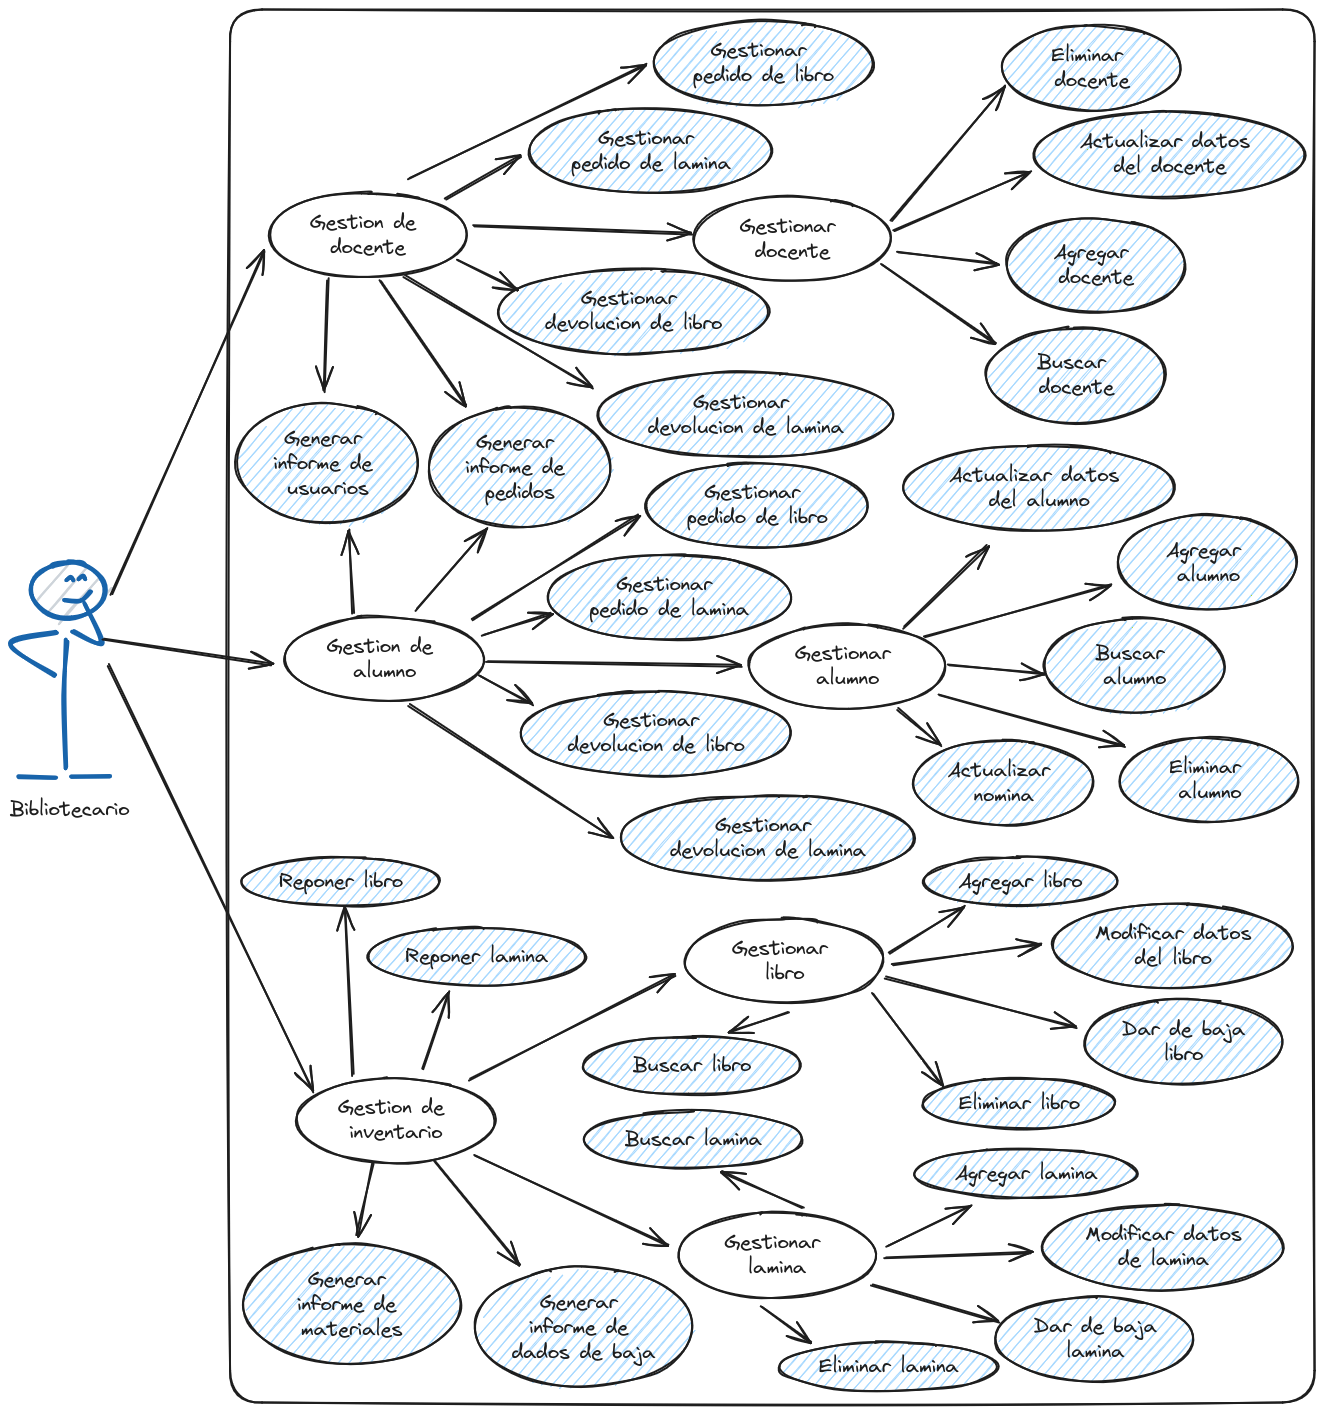 Gestionar
pedido de libro
Eliminar
docente
Gestionar
pedido de lamina
Actualizar datos
del docente
Gestion de
docente
Gestionar
docente
Agregar
docente
Gestionar
devolucion de libro
Buscar
docente
Gestionar
devolucion de lamina
Generar
informe de
usuarios
Generar
informe de
pedidos
Gestionar
pedido de libro
Actualizar datos
del alumno
Agregar
alumno
Gestionar
pedido de lamina
Gestion de
alumno
Gestionar
alumno
Buscar
alumno
Gestionar
devolucion de libro
Actualizar
nomina
Eliminar
alumno
Bibliotecario
Gestionar
devolucion de lamina
Reponer libro
Agregar libro
Reponer lamina
Gestionar
libro
Modificar datos
del libro
Dar de baja
libro
Buscar libro
Eliminar libro
Gestion de
inventario
Buscar lamina
Agregar lamina
Gestionar
lamina
Modificar datos
de lamina
Generar
informe de
materiales
Generar
informe de
dados de baja
Dar de baja
lamina
Eliminar lamina